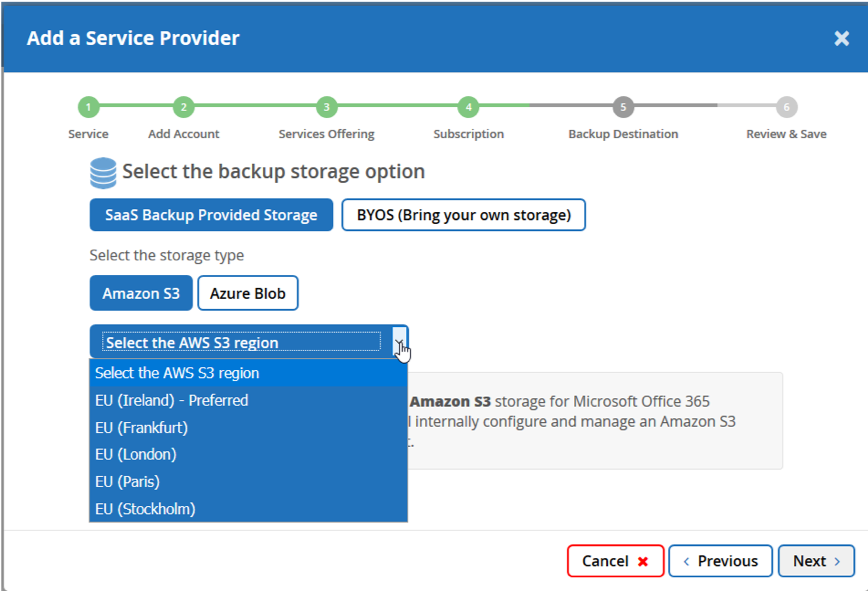 Add a Service Provider
1 2 3 4 5 6
Service Add Account Services Offering Subscription Backup Destination Review & Save
Select the backup storage option
SaaS Backup Provided Storage BYOS (Bring your own storage)
Select the storage type
Amazon S3 Azure Blob
Select the AWS S3 region
Select the AWS S3 region
EU (Ireland) - Preferred
EU (Frankfurt)
EU (London)
EU (Paris)
EU (Stockholm)
Amazon S3 storage for Microsoft Office 365
internally configure and manage an Amazon S3
Cancel Previous Next